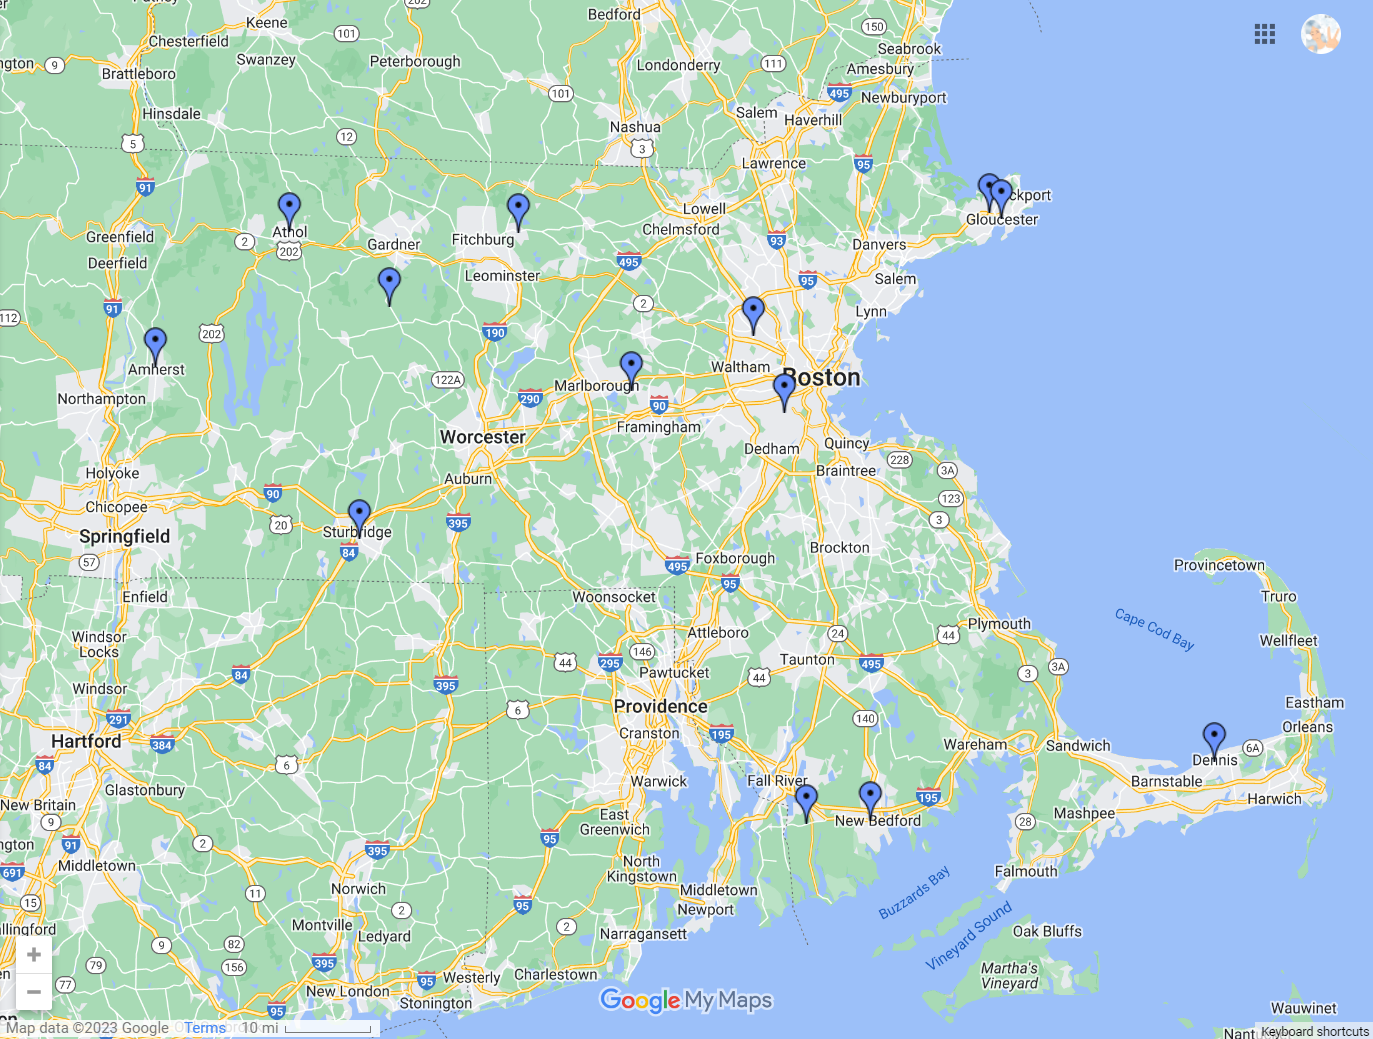 Bedford
150
Keene
101
Chesterfield
Seabrook
Swanzey
Peterborough
Londonderry
111
Amesbury
9
Brattleboro
101
495
Newburyport
Hinsdale
Salem
Haverhill
Nashua
12
5
3
Lawrence
95
91
ckport
Athol
Lowell
Gloucester
Greenfield
2
202
Gardner
Fitchburg
Chelmsford
93
Danvers
Deerfield
495
Leominster
95
Salem
91
2
Lynn
112
202
190
Amherst
Waltham
Boston
122A
Marlborough
Northampton
290
90
Framingham
Worcester
Quincy
Dedham
228
Holyoke
Auburn
Braintree
3A
90
123
Chicopee
20
395
3
Springfield
Sturbridge
84
Brockton
57
495
Foxborough
Provincetown
95
Enfield
Woonsocket
Truro
Cape Cod Bay
Plymouth
Windsor
Locks
Attleboro
24
44
Wellfleet
146
44
295
Taunton
495
3A
84
Pawtucket
44
3
395
Windsor
6
Providence
Eastham
291
140
Orleans
Hartford
384
Cranston
195
Wareham
Sandwich
6A
84
6
Dennis
Warwick
Fall River
Barnstable
Glastonbury
195
Harwich
New Britain
9
East
Greenwich
New Bedford
28
Mashpee
91
2
95
395
Middletown
North
Kingstown
Falmouth
691
Norwich
Middletown
Buzzards Bay
11
15
95
Newport
2
Montville
2
Vineyard Sound
Ledyard
Narragansett
Oak Bluffs
9
82
395
79
156
Charlestown
Martha's
Vineyard
77
95
Westerly
New London
Stonington
Google My Maps
95
Wauwinet
Map data ©2023 Google Terms 10 mi
Keyboard shortcuts